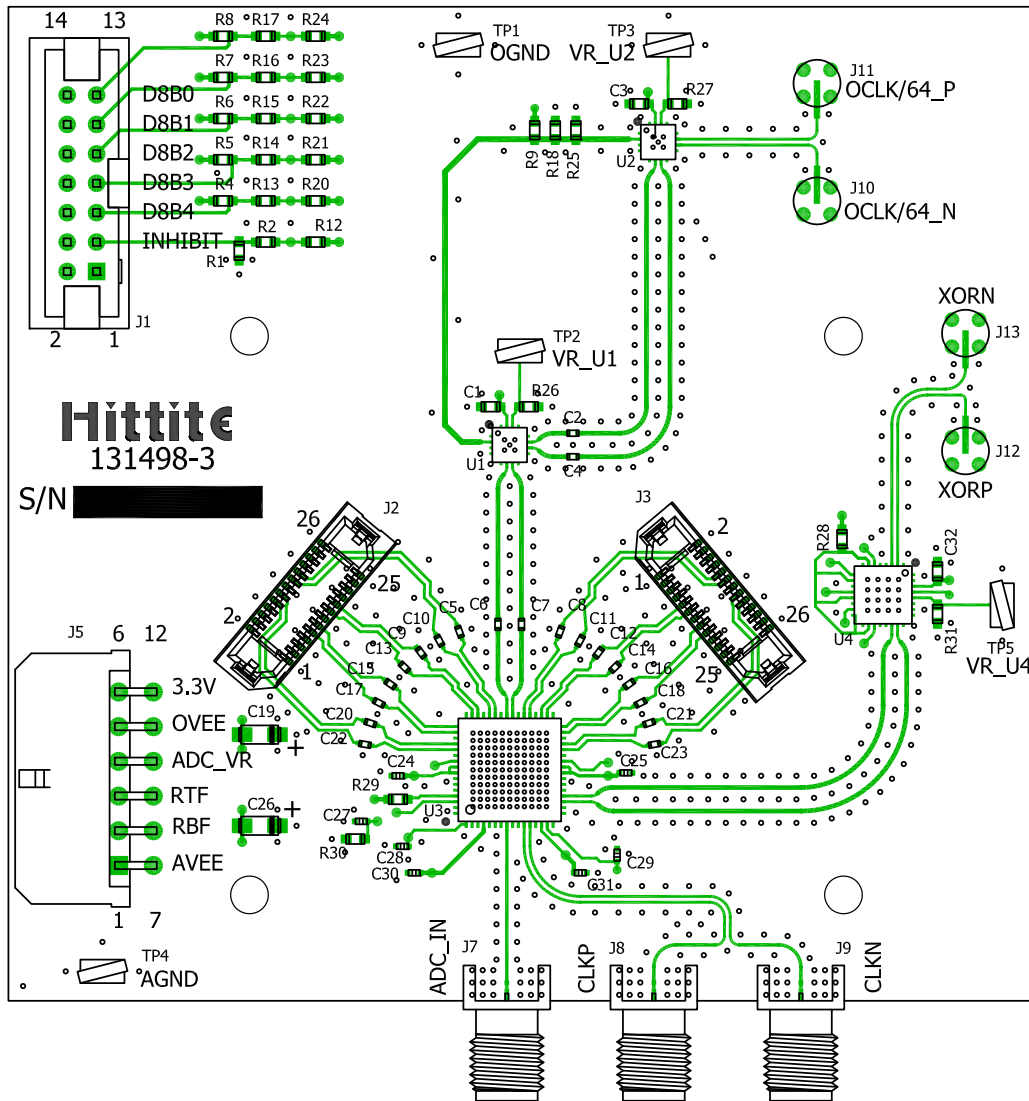 14 13
R8 R17 R24
R7 R16 R23
D8B0
R6 R15 R22
D8B1
R5 R14 R21
D8B2
D8B3
R4 R13 R20
D8B4
INHIBIT
R2 R12
R1
J1
2 1
TP1
OGND
TP3
VR_U2
C3
R27
R9
R18
R25
U2
J11
OCLK/64_P
J10
OCLK/64_N
XORN
J13
J12
XORP
TP2
VR_U1
C1
R26
U1
C2
C4
Hittite
131498-3
S/N
J2
26
25
2
1
J3
2
1
26
25
R28
C32
U4
R31
TP5
VR_U4
C5
C6
C7
C8
C10
C11
C9
C12
C13
C14
C15
C16
C17
C18
C20
C21
C22
C23
C24
C25
R29
U3
C27
R30
C28
C30
C29
C31
J5
6 12
3.3V
OVEE
ADC_VR
RTF
RBF
AVEE
1 7
C19
+
C26
+
TP4
AGND
ADC_IN
J7
CLKP
J8
J9
CLKN